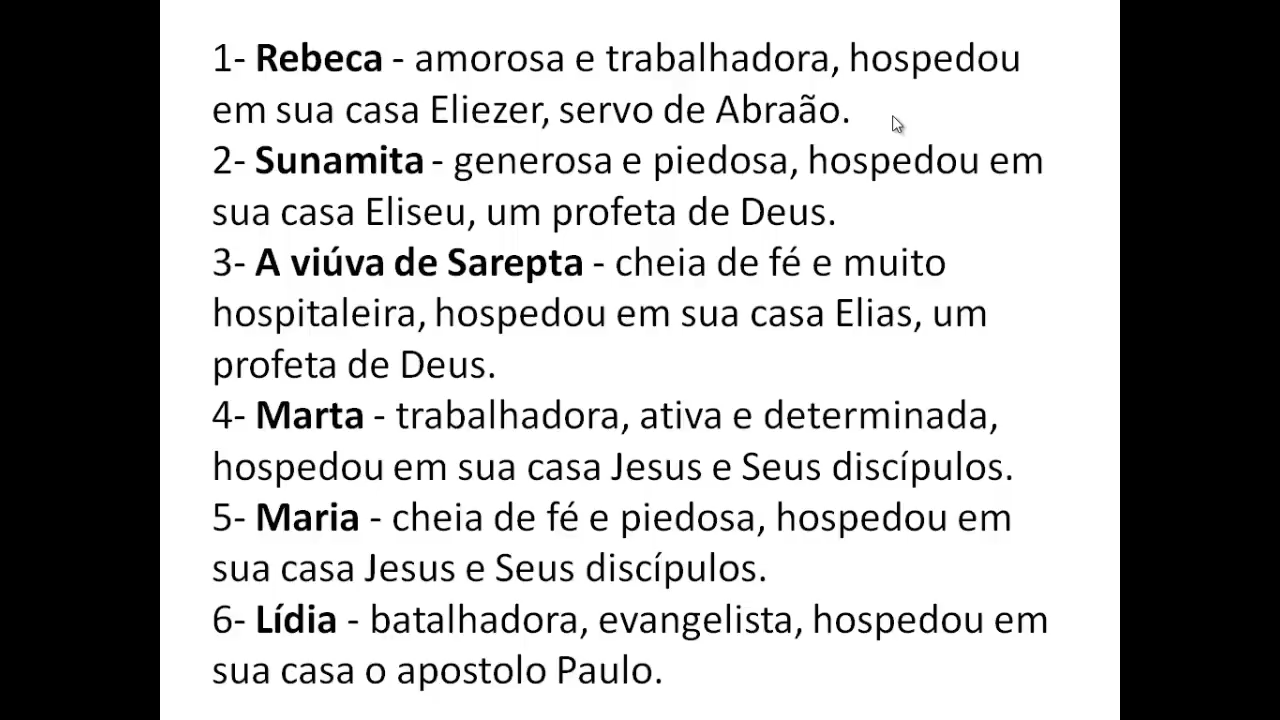 1- Rebeca - amorosa e trabalhadora, hospedou
em sua casa Eliezer, servo de Abraão.
2- Sunamita - generosa e piedosa, hospedou em
sua casa Eliseu, um profeta de Deus.
3- A viúva de Sarepta - cheia de fé e muito
hospitaleira, hospedou em sua casa Elias, um
profeta de Deus.
4- Marta - trabalhadora, ativa e determinada,
hospedou em sua casa Jesus e Seus discípulos.
5- Maria - cheia de fé e piedosa, hospedou em
sua casa Jesus e Seus discípulos.
6- Lídia - batalhadora, evangelista, hospedou em
sua casa o apostolo Paulo.